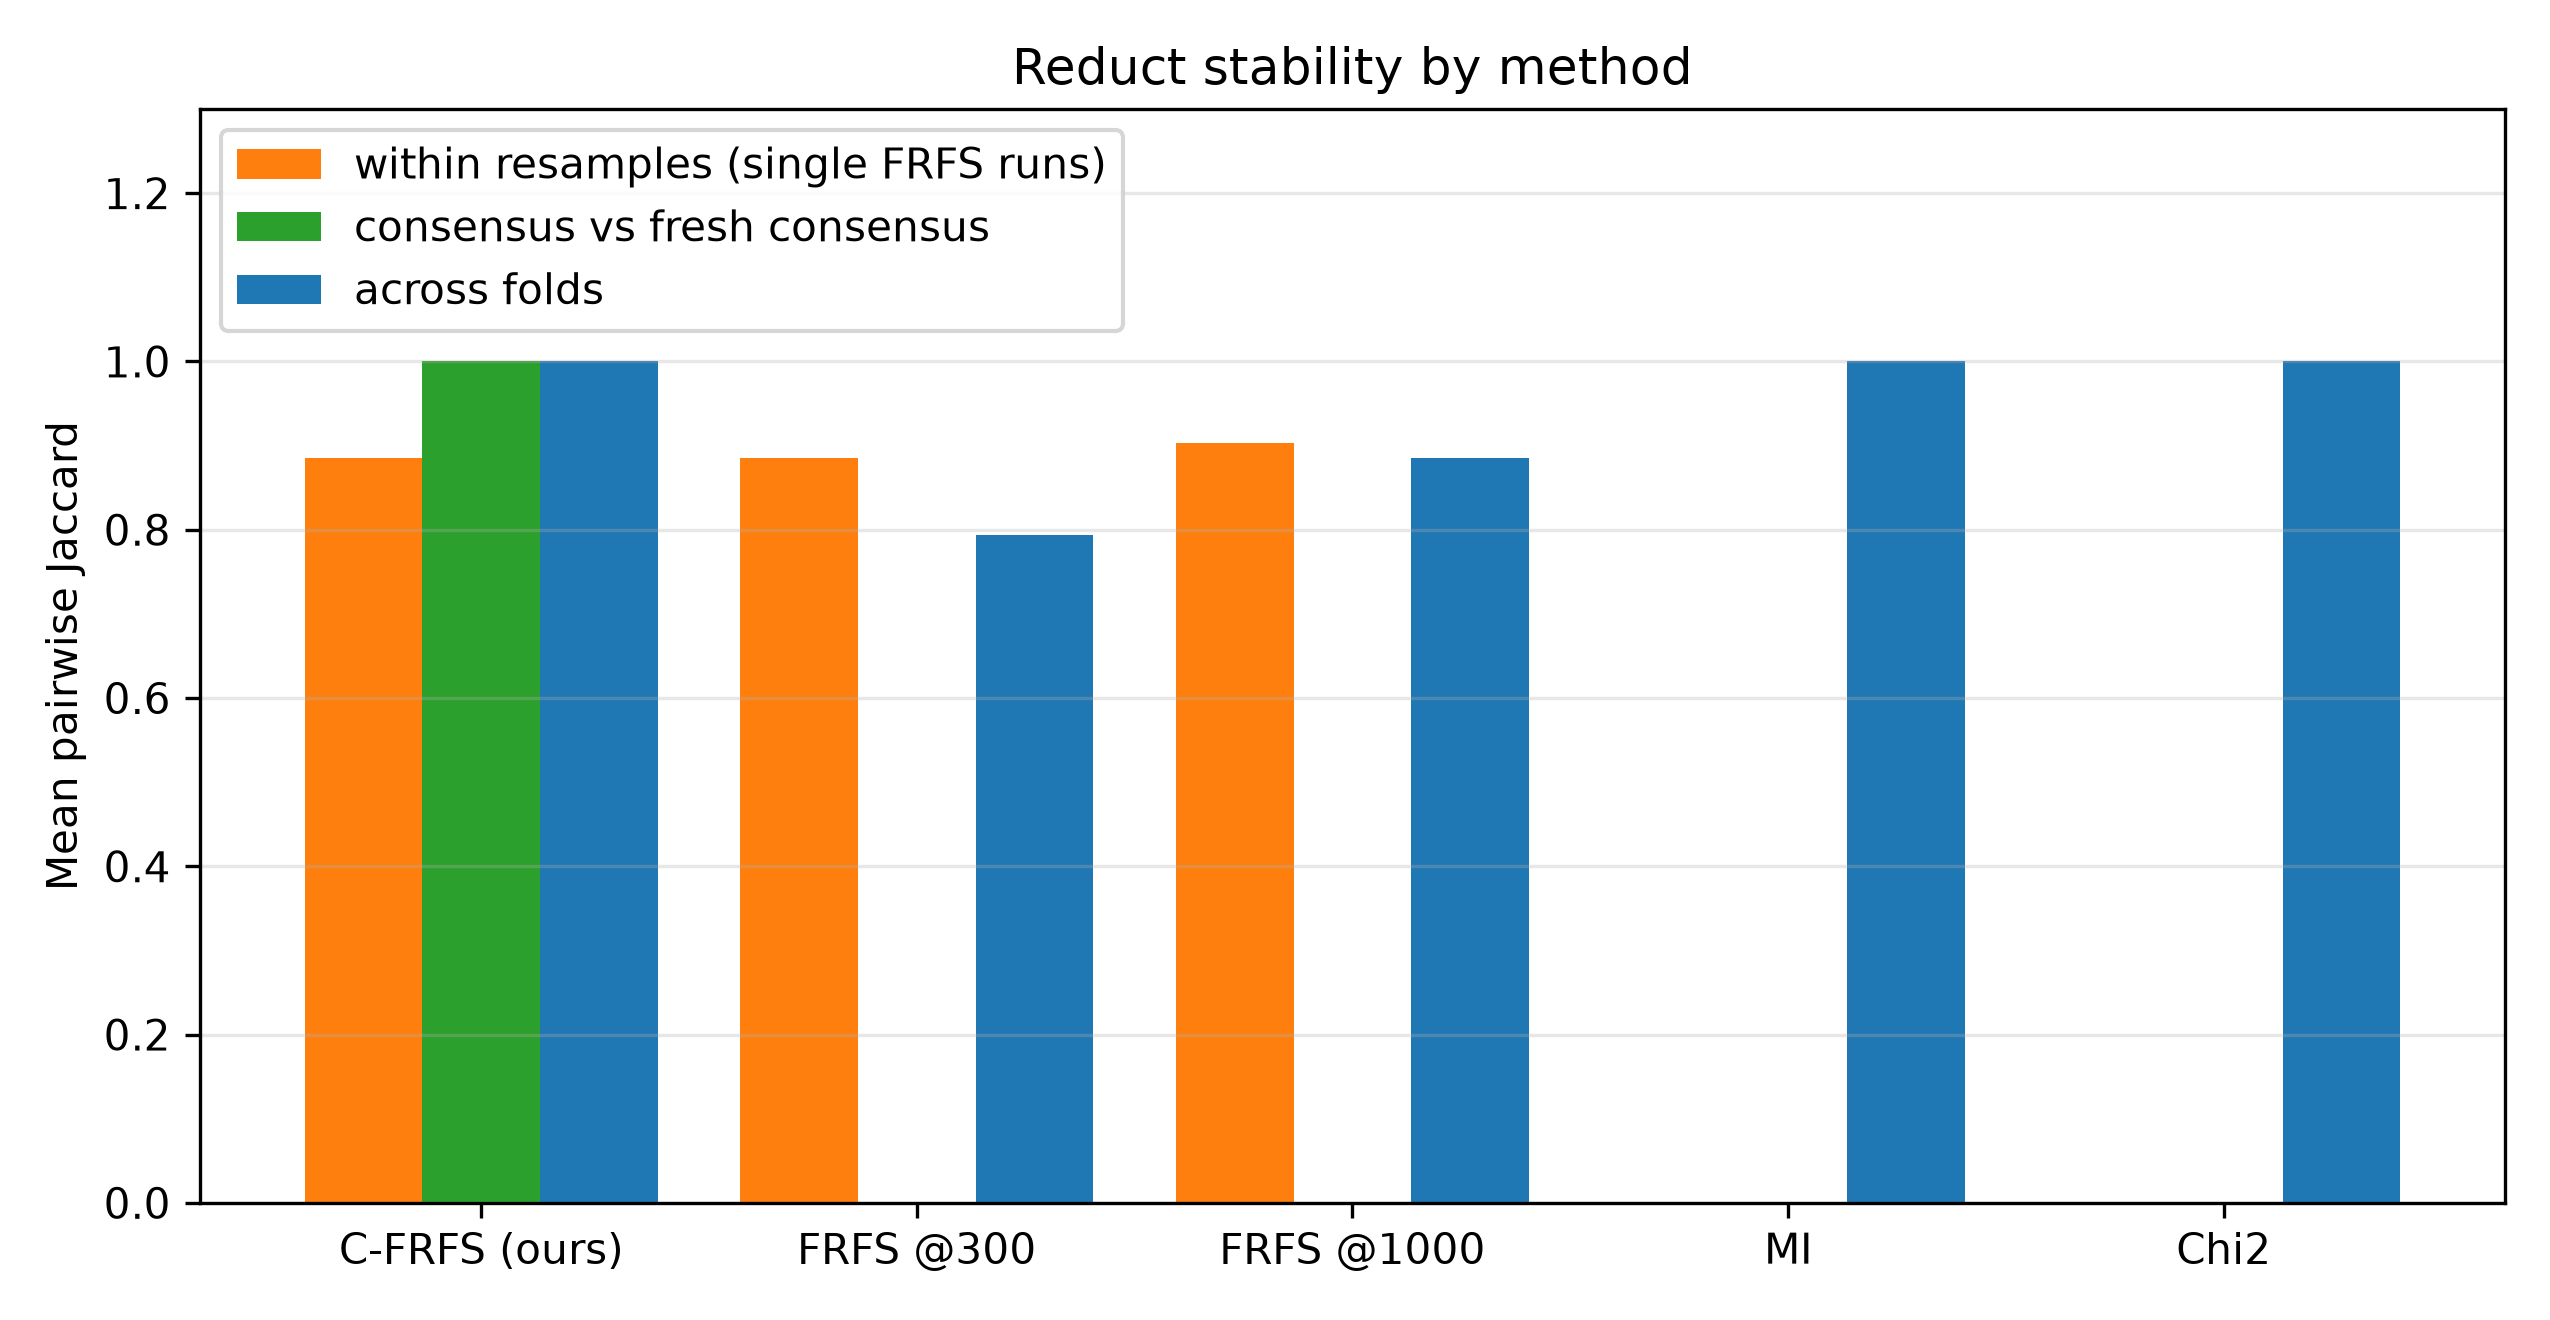 Reduct stability by method
within resamples (single FRFS runs)
consensus vs fresh consensus
across folds
Mean pairwise Jaccard
1.2
1.0
0.8
0.6
0.4
0.2
0.0
C-FRFS (ours) FRFS @300 FRFS @1000 MI Chi2